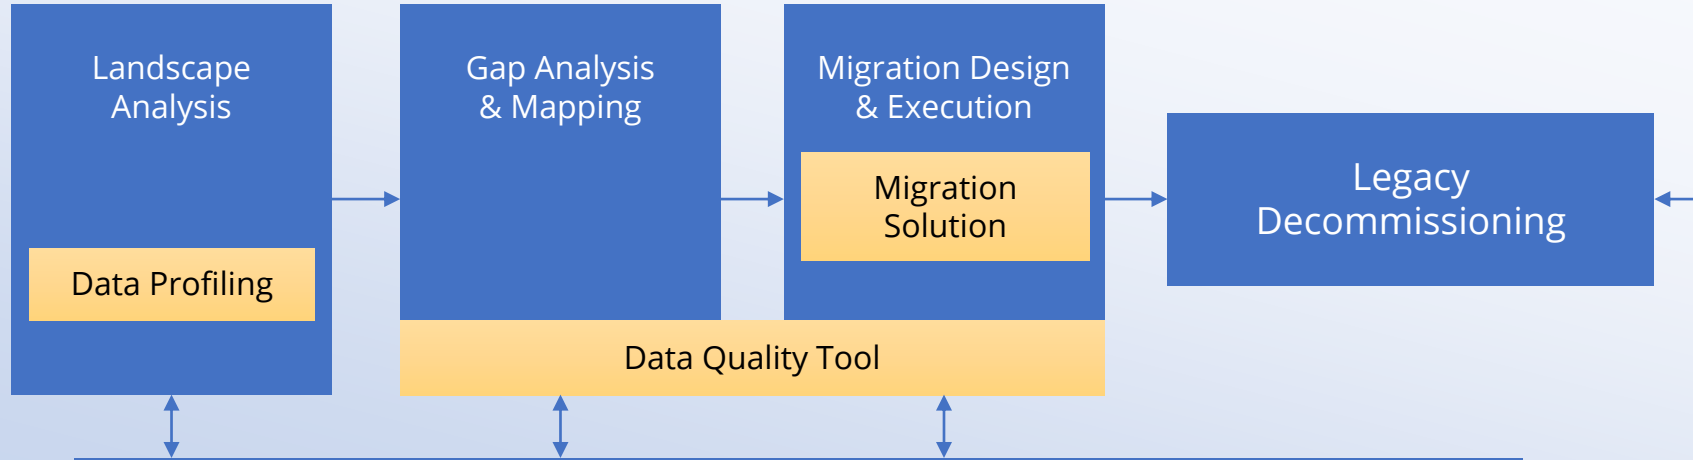 Landscape
Analysis
Data Profiling
Gap Analysis
& Mapping
Migration Design
& Execution
Migration
Solution
Data Quality Tool
Legacy
Decommissioning